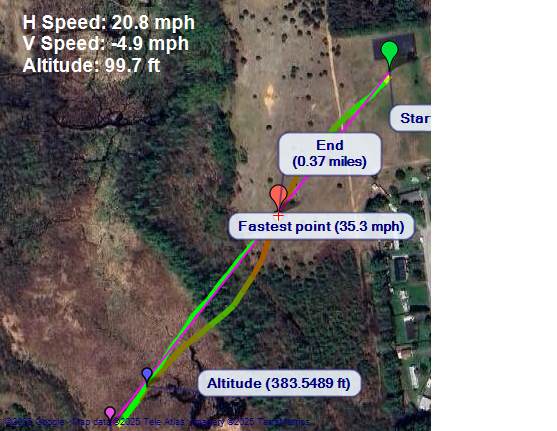 H Speed: 20.8 mph
V Speed: -4.9 mph
Altitude: 99.7 ft
Star
End
(0.37 miles)
Fastest point (35.3 mph)
Altitude (383.5489 ft)
Google - Map data ©2025 Tele Atlas, Imagery ©2025 TerraMetrics